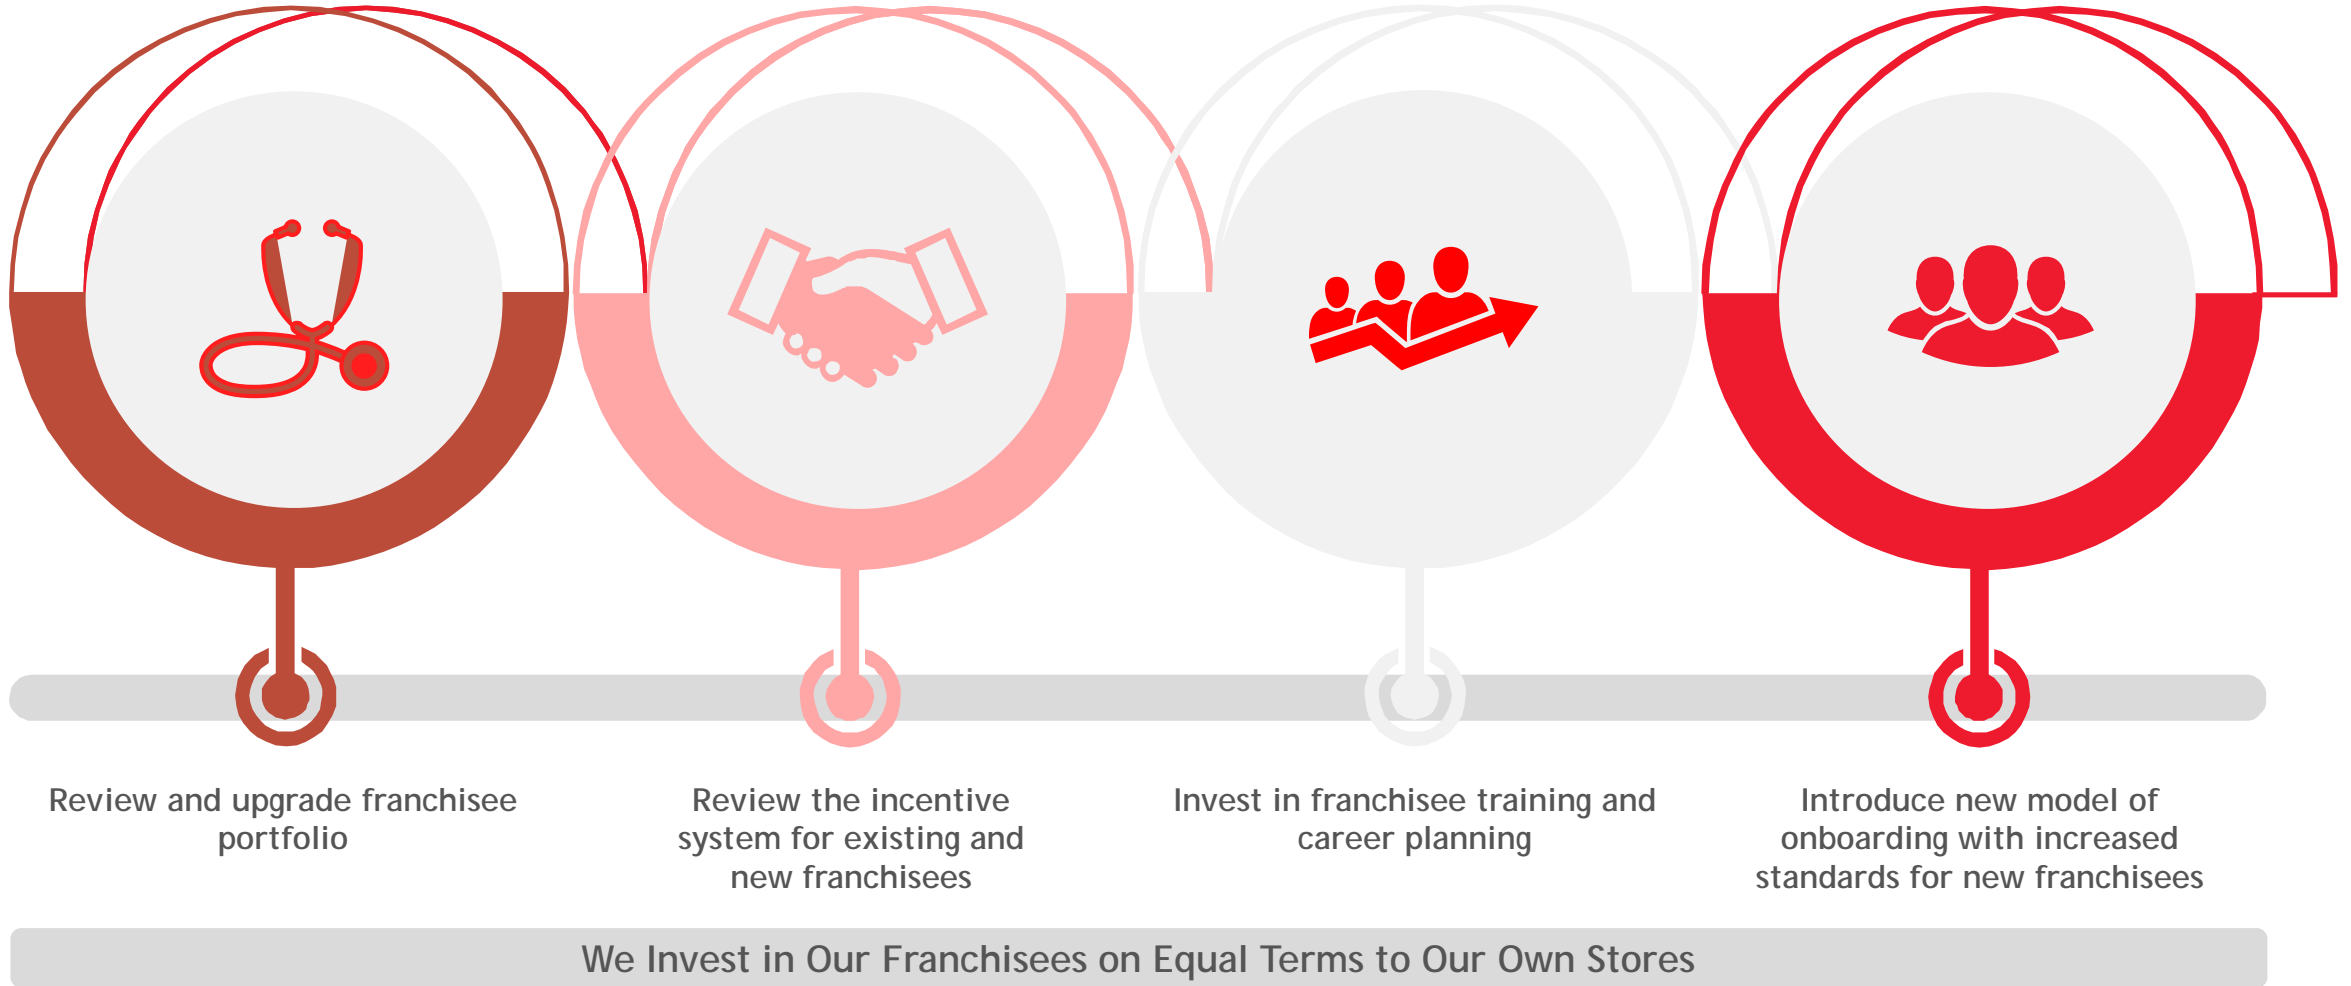 Review and upgrade franchisee
portfolio
Review the incentive
system for existing and
new franchisees
Invest in franchisee training and
career planning
Introduce new model of
onboarding with increased
standards for new franchisees
We Invest in Our Franchisees on Equal Terms to Our Own Stores